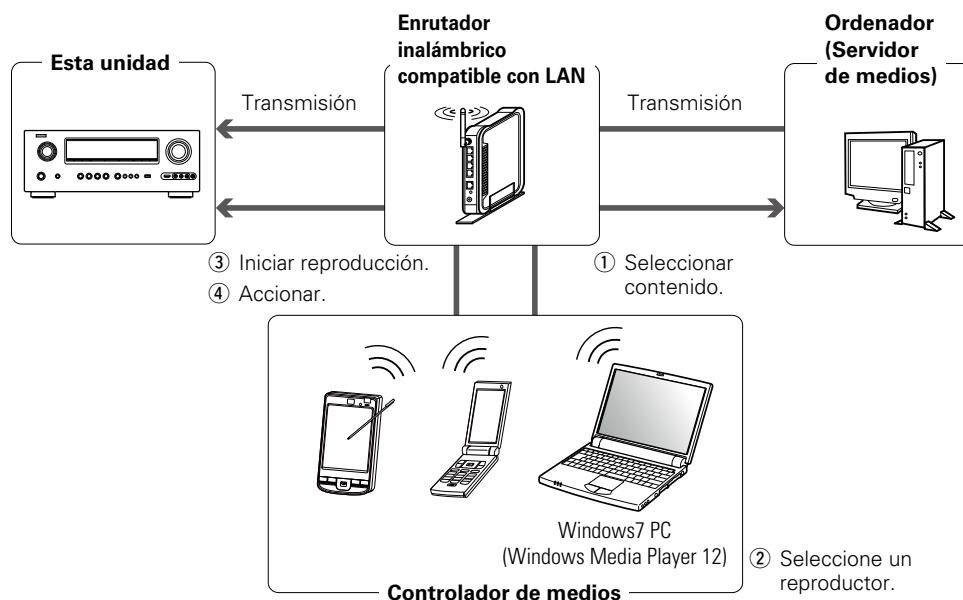 Enrutador
inalámbrico
compatible con LAN
Ordenador
(Servidor
de medios)
Esta unidad
Transmisión
Transmisión
③ Iniciar reproducción.
④ Accionar.
① Seleccionar
contenido.
Windows7 PC
(Windows Media Player 12)
② Seleccione un
reproductor.
Controlador de medios